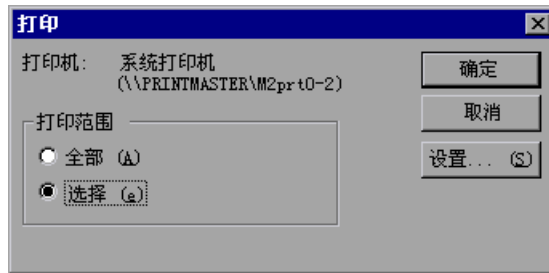 打印
打印机: 系统打印机
(\\PRINTMASTER\M2prt0-2)
确定
取消
设置... (S)
打印范围
全部 (A)
选择 (e)